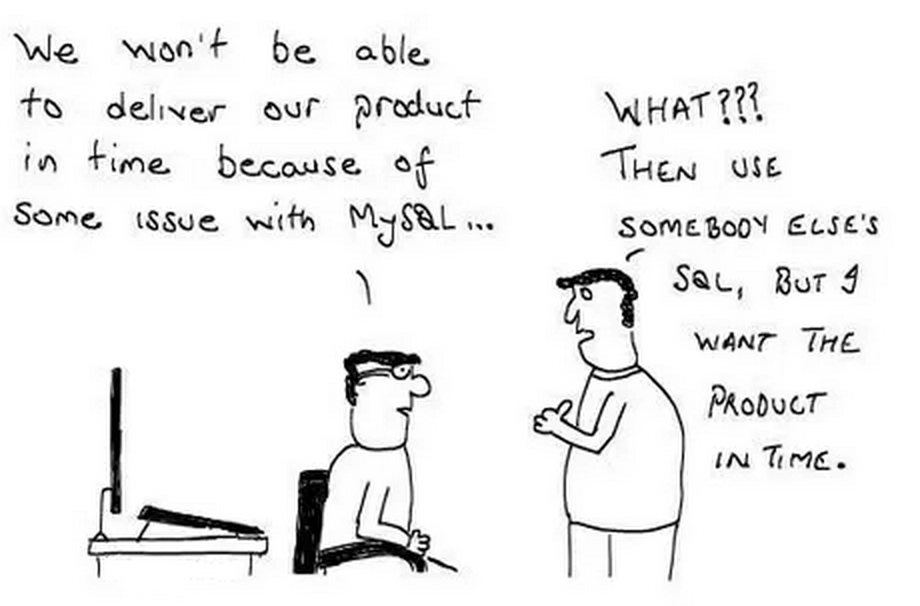 We won't be able
to deliver our product
in time because of
some issue with MySQL...
WHAT???
THEN USE
SOMEBODY ELSE'S
SQL, BUT I
WANT THE
PRODUCT
IN TIME.